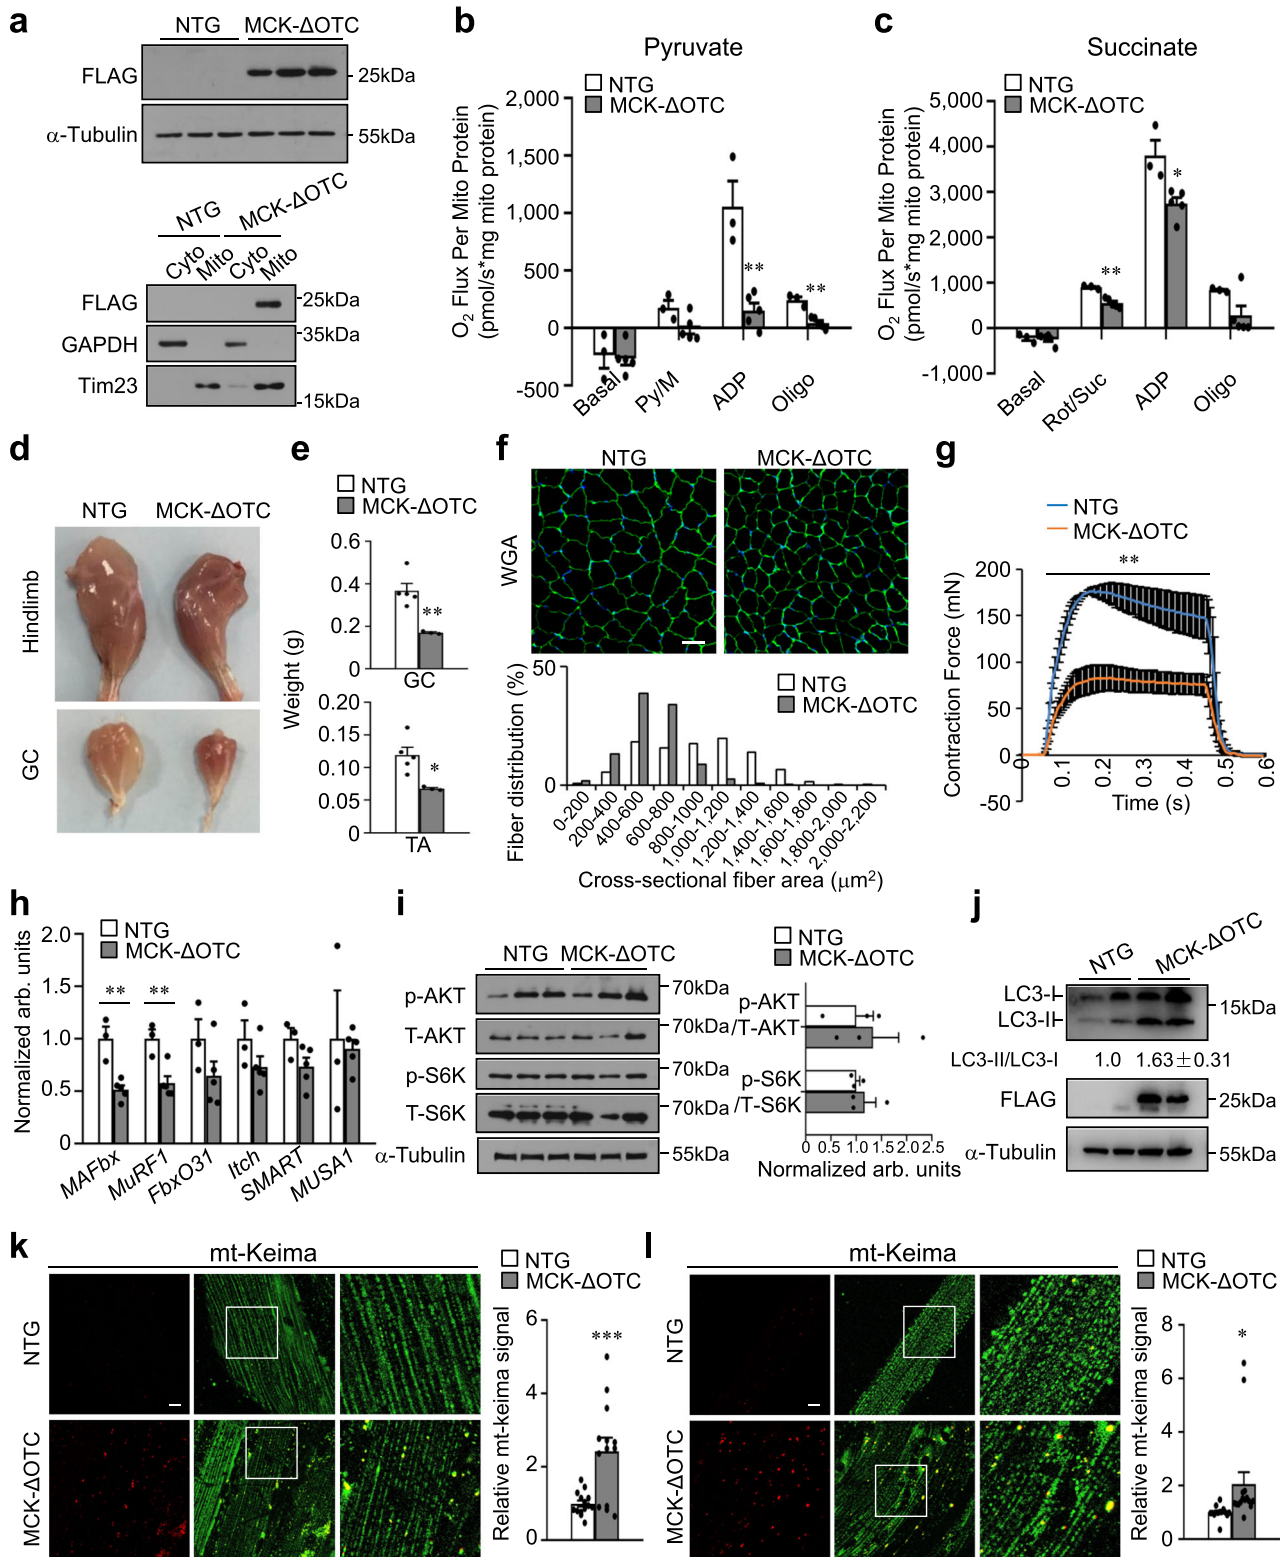 a
NTG MCK-ΔOTC
FLAG
25kDa
α-Tubulin
55kDa
NTG MCK-ΔOTC
Cyto Mito Cyto Mito
FLAG
25kDa
GAPDH
35kDa
Tim23
15kDa
b
Pyruvate
NTG
MCK-ΔOTC
O2 Flux Per Mito Protein
(pmol/s*mg mito protein)
2,000
1,500
1,000
500
0
-500
**
**
Basal Py/M ADP Oligo
c
Succinate
NTG
MCK-ΔOTC
O2 Flux Per Mito Protein
(pmol/s*mg mito protein)
5,000
4,000
3,000
2,000
1,000
0
-1,000
**
*
Basal Rot/Suc ADP Oligo
d
NTG MCK-ΔOTC
Hindlimb
GC
e
NTG
MCK-ΔOTC
Weight (g)
0.6
0.4
0.2
0
**
GC
0.20
0.15
0.10
0.05
0
*
TA
f
NTG MCK-ΔOTC
WGA
Fiber distribution (%)
50
0
NTG
MCK-ΔOTC
0-200 200-400 400-600 600-800 800-1000 1,000-1,200 1,200-1,400 1,400-1,600 1,600-1,800 1,800-2,000 2,000-2,200
Cross-sectional fiber area (μm2)
g
NTG
MCK-ΔOTC
**
Contraction Force (mN)
200
150
100
50
0
-50
0 0.1 0.2 0.3 0.4 0.5 0.6
Time (s)
h
NTG
MCK-ΔOTC
Normalized arb. units
2.0
1.5
1.0
0.5
0
** **
MAFbx MuRF1 FbxO31 Itch SMART MUSA1
i
NTG MCK-ΔOTC
p-AKT
70kDa
T-AKT
70kDa
p-S6K
70kDa
T-S6K
70kDa
α-Tubulin
55kDa
NTG
MCK-ΔOTC
p-AKT
/T-AKT
p-S6K
/T-S6K
0 0.5 1.0 1.5 2.0 2.5
Normalized arb. units
j
NTG MCK-ΔOTC
LC3-I
15kDa
LC3-II
LC3-II/LC3-I 1.0 1.63±0.31
FLAG
25kDa
α-Tubulin
55kDa
k
mt-Keima
NTG
MCK-ΔOTC
NTG
MCK-ΔOTC
Relative mt-keima signal
6
4
2
0
***
l
mt-Keima
NTG
MCK-ΔOTC
NTG
MCK-ΔOTC
Relative mt-keima signal
8
6
4
2
0
*